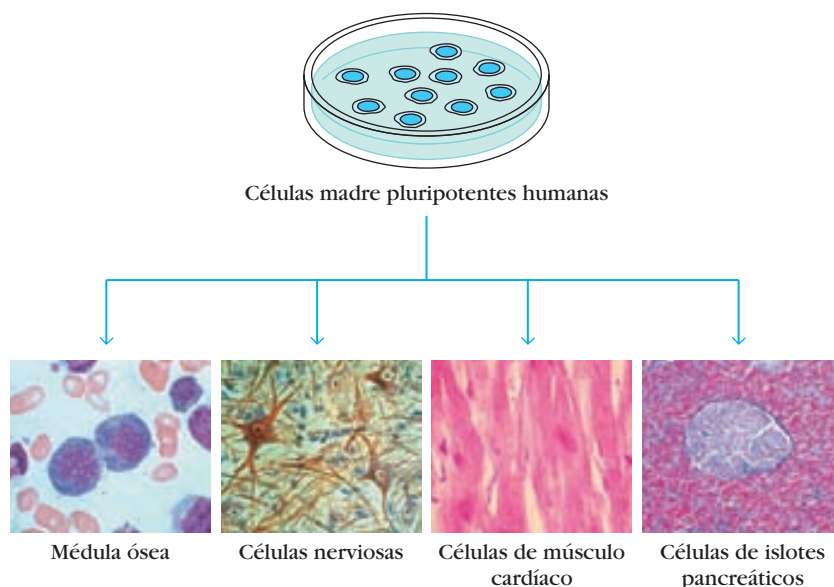 Células madre pluripotentes humanas
Médula ósea
Células nerviosas
Células de músculo
cardíaco
Células de islotes
pancreáticos